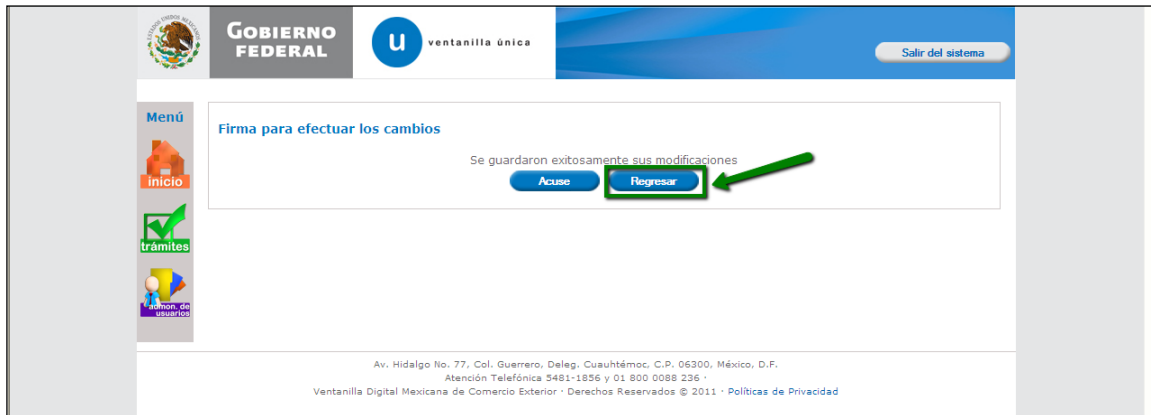 GOBIERNO
FEDERAL
u ventanilla única
Salir del sistema
Menú
Firma para efectuar los cambios
Se guardaron exitosamente sus modificaciones
Acuse Regresar
inicio
trámites
admon. de
usuarios
Av. Hidalgo No. 77, Col. Guerrero, Deleg. Cuauhtémoc, C.P. 06300, México, D.F.
Atención Telefónica 5481-1856 y 01 800 0088 236 ·
Ventanilla Digital Mexicana de Comercio Exterior · Derechos Reservados © 2011 · Políticas de Privacidad